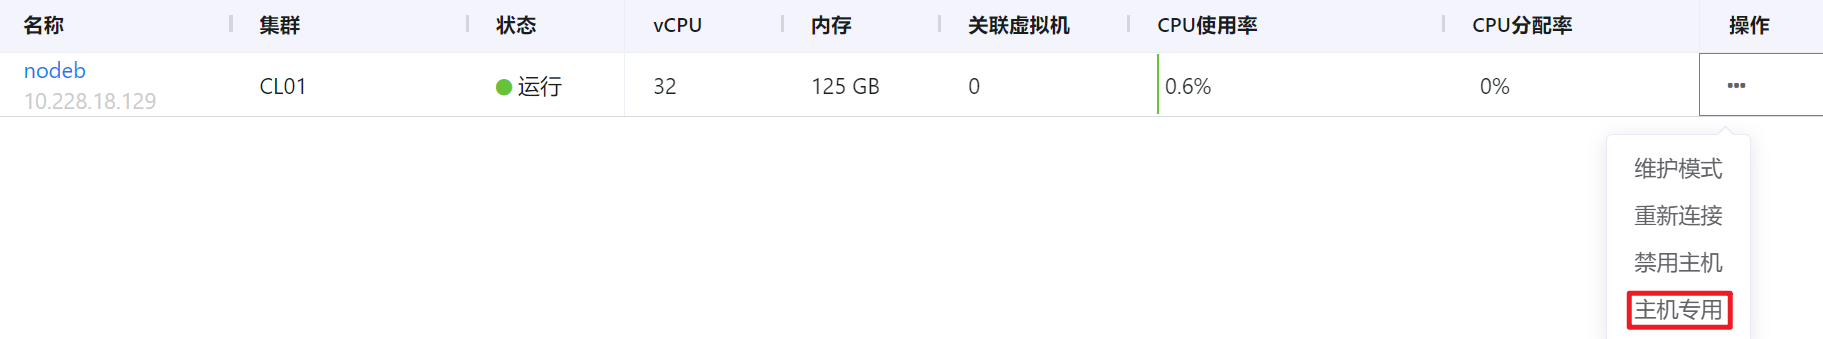 名称 集群 状态 vCPU 内存 关联虚拟机 CPU使用率 CPU分配率 操作
nodeb
10.228.18.129 CL01 运行 32 125 GB 0 0.6% 0% •••
维护模式
重新连接
禁用主机
主机专用